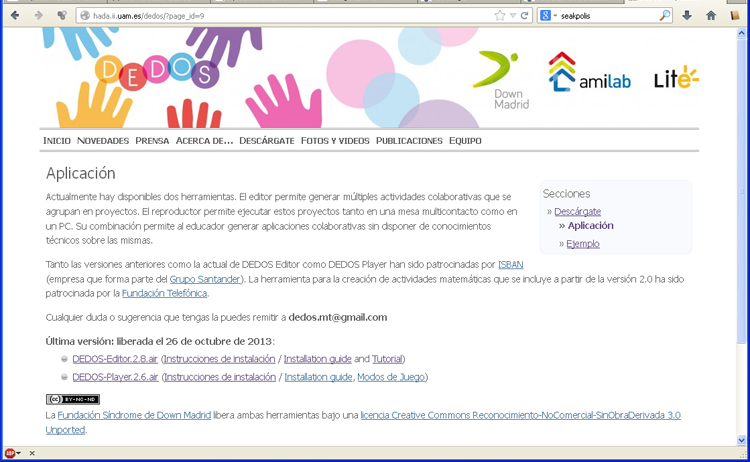 hada.ii.uam.es/dedos/?page_id=9
seakpolis
DEDOS
Down
Madrid
amilab
Lite
INICIO NOVEDADES PRENSA ACERCA DE... DESCÁRGATE FOTOS Y VIDEOS PUBLICACIONES EQUIPO
Aplicación
Actualmente hay disponibles dos herramientas. El editor permite generar múltiples actividades colaborativas que se
agrupan en proyectos. El reproductor permite ejecutar estos proyectos tanto en una mesa multicontacto como en
un PC. Su combinación permite al educador generar aplicaciones colaborativas sin disponer de conocimientos
técnicos sobre las mismas.
Secciones
» Descárgate
» Aplicación
» Ejemplo
Tanto las versiones anteriores como la actual de DEDOS Editor como DEDOS Player han sido patrocinadas por ISBAN
(empresa que forma parte del Grupo Santander). La herramienta para la creación de actividades matemáticas que se incluye a partir de la versión 2.0 ha sido
patrocinada por la Fundación Telefónica.
Cualquier duda o sugerencia que tengas la puedes remitir a dedos.mt@gmail.com
Última versión: liberada el 26 de octubre de 2013:
DEDOS-Editor.2.8.air (Instrucciones de instalación / Installation guide and Tutorial)
DEDOS-Player.2.6.air (Instrucciones de instalación / Installation guide, Modos de Juego)
cc BY-NC-ND
La Fundación Síndrome de Down Madrid libera ambas herramientas bajo una licencia Creative Commons Reconocimiento-NoComercial-SinObraDerivada 3.0
Unported.
ABP